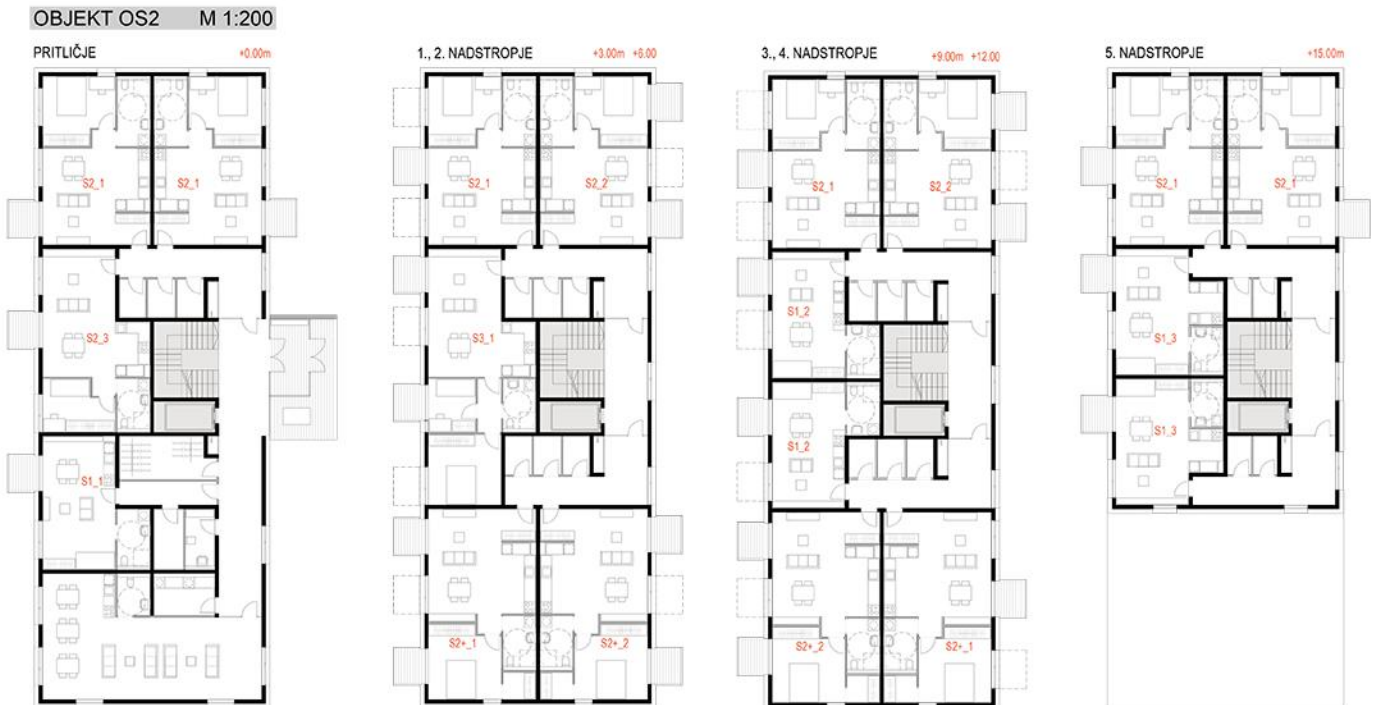 OBJEKT OS2 M 1:200
PRITLIČJE +0.00m
S2_1 S2_1
S2_3
S1_1
1., 2. NADSTROPJE +3.00m +6.00
S2_1 S2_2
S3_1
S2+_1 S2+_2
3., 4. NADSTROPJE +9.00m +12.00
S2_1 S2_2
S1_2
S1_2
S2+_2 S2+_1
5. NADSTROPJE +15.00m
S2_1 S2_1
S1_3
S1_3